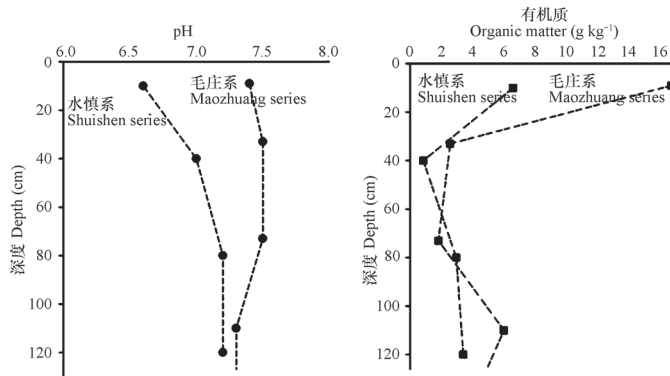 pH
6.0 6.5 7.0 7.5 8.0
0
20
40
60
80
100
120
深度 Depth (cm)
水慎系
Shuishen series
毛庄系
Maozhuang series
有机质
Organic matter (g kg⁻¹)
0 2 4 6 8 10 12 14 16
0
20
40
60
80
100
120
深度 Depth (cm)
水慎系
Shuishen series
毛庄系
Maozhuang series